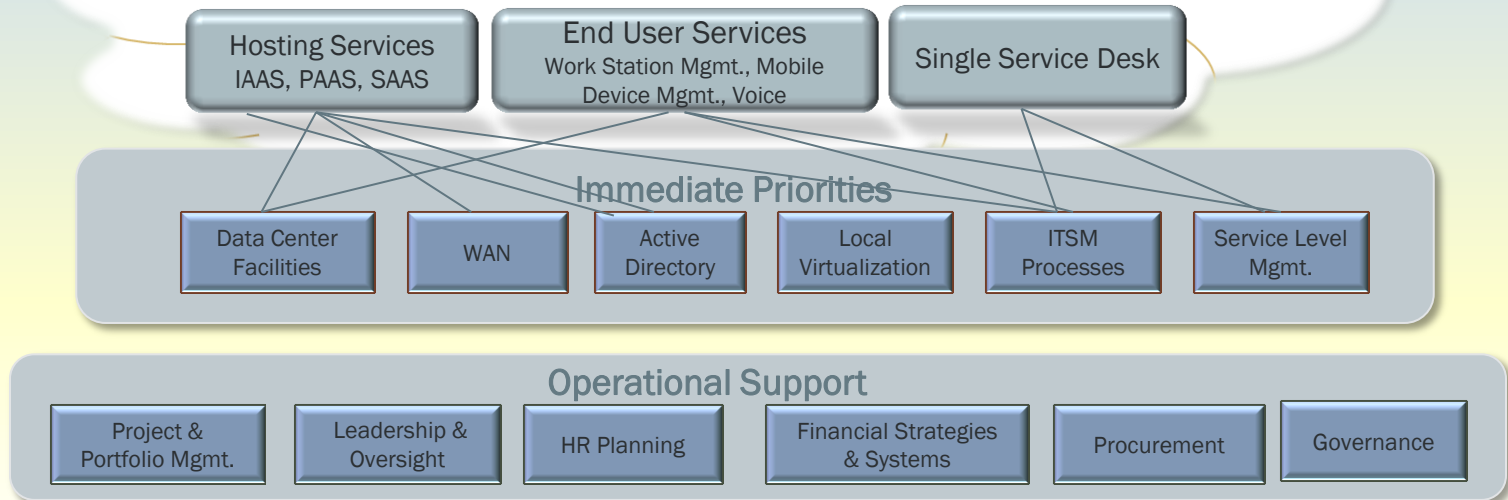 Hosting Services
IAAS, PAAS, SAAS
End User Services
Work Station Mgmt., Mobile
Device Mgmt., Voice
Single Service Desk
Immediate Priorities
Data Center
Facilities
WAN
Active
Directory
Local
Virtualization
ITSM
Processes
Service Level
Mgmt.
Operational Support
Project &
Portfolio Mgmt.
Leadership &
Oversight
HR Planning
Financial Strategies
& Systems
Procurement
Governance